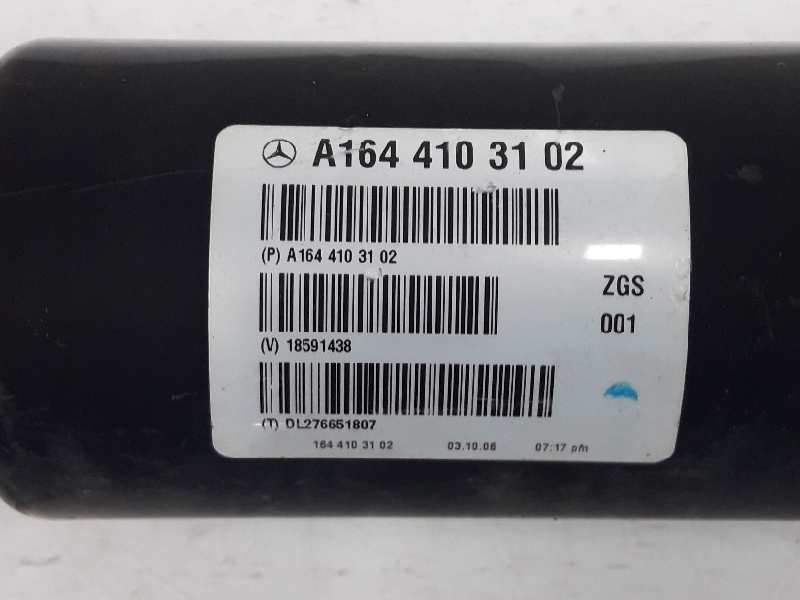 A164 410 31 02
(P) A164 410 31 02
ZGS
001
(V) 18591438
(T) DL276651807
164 410 31 02 03.10.06 07:17 pm